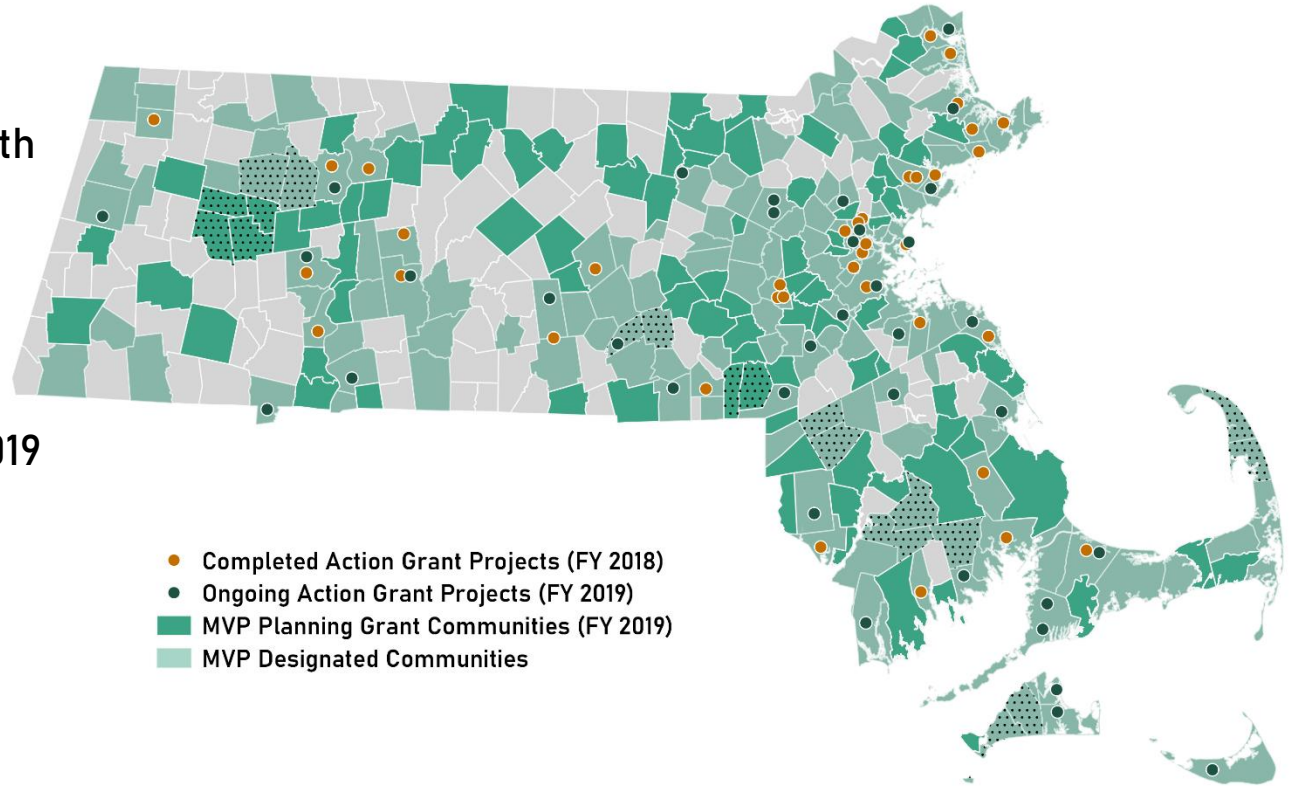 th
019
Completed Action Grant Projects (FY 2018)
Ongoing Action Grant Projects (FY 2019)
MVP Planning Grant Communities (FY 2019)
MVP Designated Communities